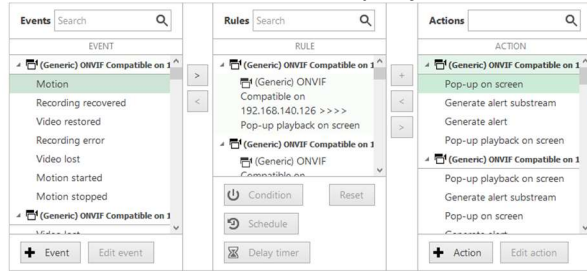 Events Search
EVENT
(Generic) ONVIF Compatible on 1
Motion
Recording recovered
Video restored
Recording error
Video lost
Motion started
Motion stopped
(Generic) ONVIF Compatible on 1
Video lost
+ Event Edit event
>
<
Rules Search
RULE
(Generic) ONVIF Compatible on 1
(Generic) ONVIF
Compatible on
192.168.140.126 >>>>
Pop-up playback on screen
(Generic) ONVIF Compatible on 1
(Generic) ONVIF
Compatible on
Condition Reset
Schedule
Delay timer
+
<
>
Actions Search
ACTION
(Generic) ONVIF Compatible on 1
Pop-up on screen
Generate alert substream
Generate alert
Pop-up playback on screen
(Generic) ONVIF Compatible on 1
Pop-up playback on screen
Generate alert substream
Pop-up on screen
Generate alert
+ Action Edit action